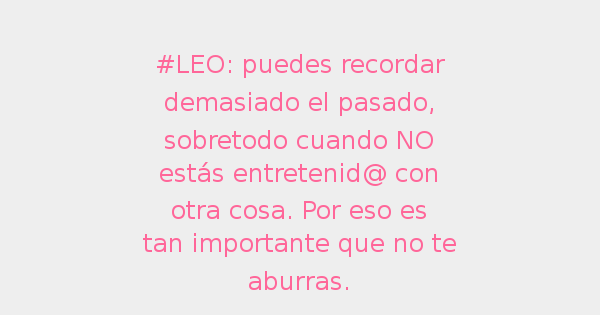 #LEO: puedes recordar
demasiado el pasado,
sobretodo cuando NO
estás entretenid@ con
otra cosa. Por eso es
tan importante que no te
aburras.